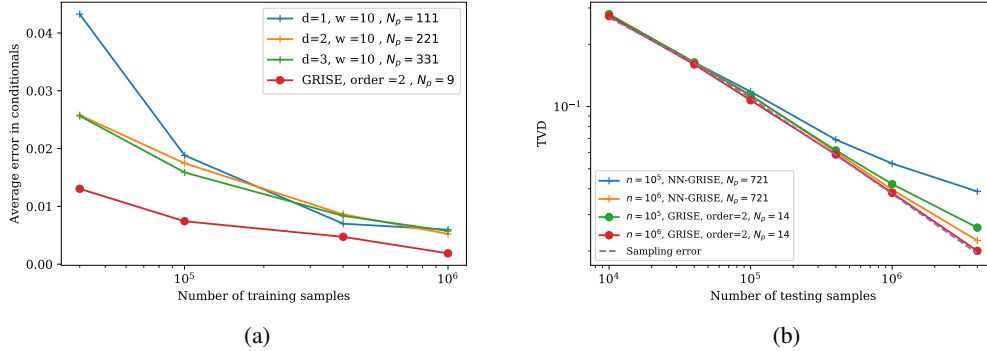 0.04
0.03
0.02
0.01
0.00
Average error in conditionals
d=1, w =10 , N_p = 111
d=2, w =10 , N_p = 221
d=3, w =10 , N_p = 331
GRISE, order =2 , N_p = 9
10^5
10^6
Number of training samples
(a)
10^{-1}
TVD
n = 10^5, NN-GRISE, N_p = 721
n = 10^6, NN-GRISE, N_p = 721
n = 10^5, GRISE, order=2, N_p = 14
n = 10^6, GRISE, order=2, N_p = 14
Sampling error
10^4
10^5
10^6
Number of testing samples
(b)